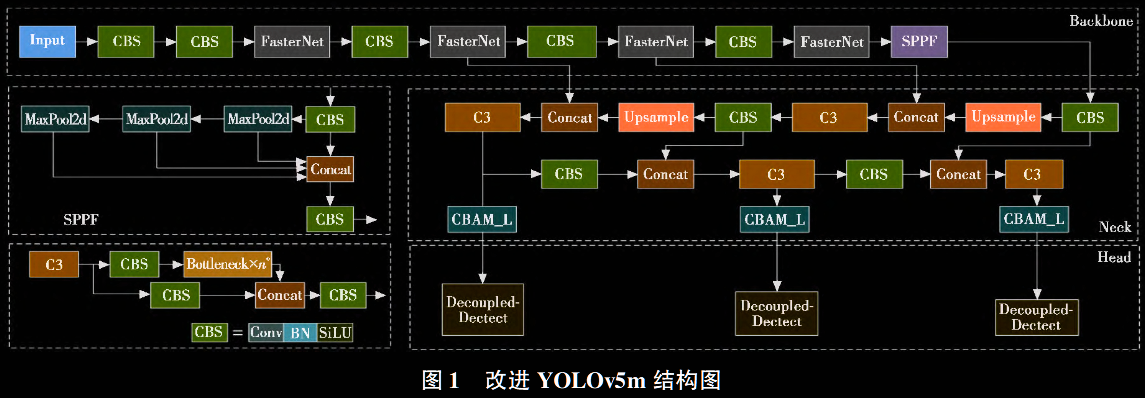 Backbone
Input CBS CBS FasterNet CBS FasterNet CBS FasterNet CBS FasterNet SPPF
MaxPool2d MaxPool2d MaxPool2d CBS
Concat
SPPF CBS
C3 Concat Upsample CBS C3 Concat Upsample CBS
CBS Concat C3 CBS Concat C3
CBAM_L CBAM_L CBAM_L
Neck
C3 CBS Bottleneck×n°
CBS Concat CBS
CBS = Conv BN SiLU
Head
Decoupled-
Dectect
Decoupled-
Dectect
Decoupled-
Dectect
图 1 改进 YOLOv5m 结构图